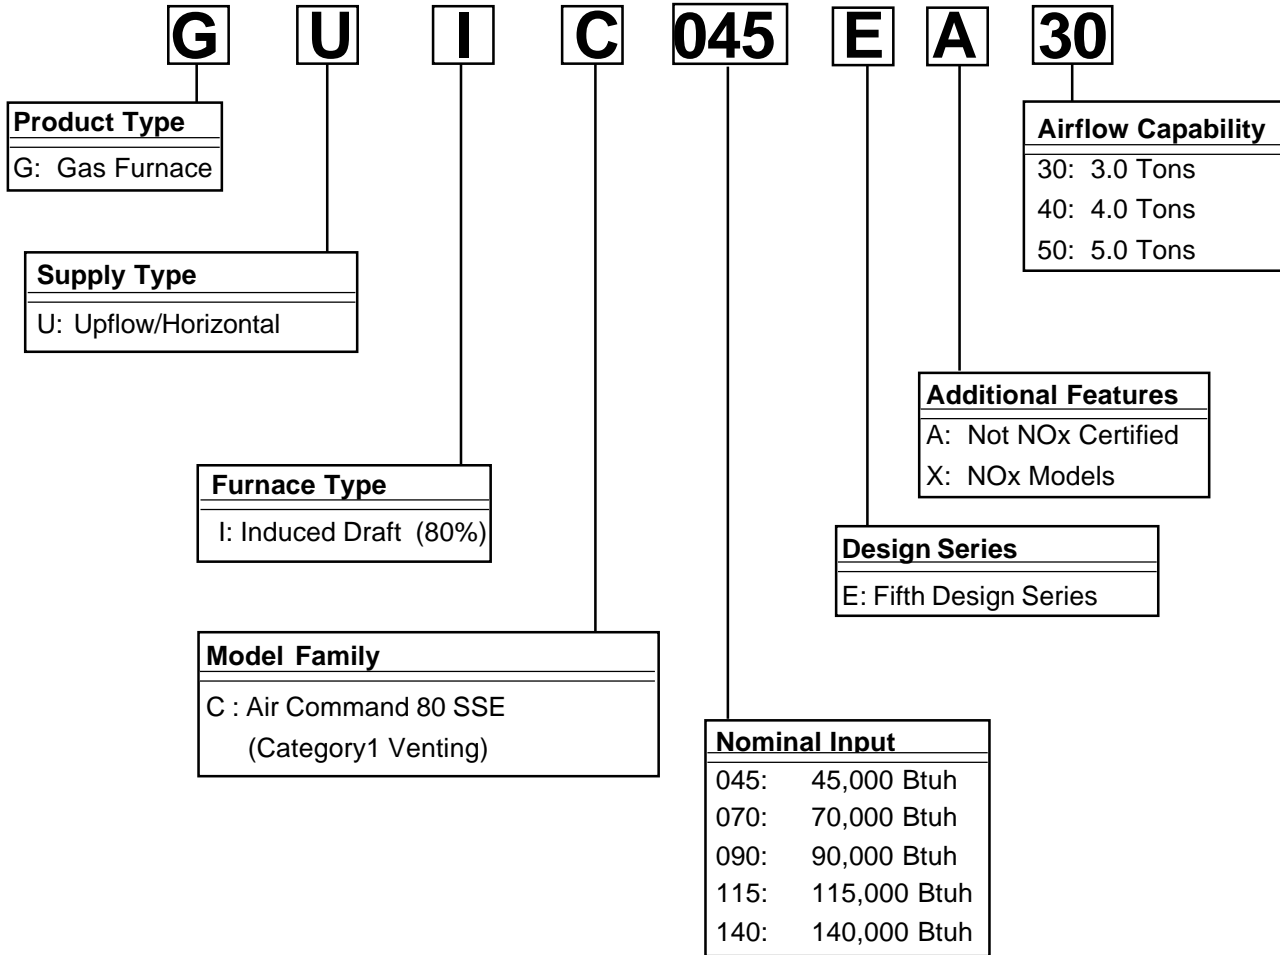 G U I C 045 E A 30
Product Type
G: Gas Furnace
Airflow Capability
30: 3.0 Tons
40: 4.0 Tons
50: 5.0 Tons
Supply Type
U: Upflow/Horizontal
Additional Features
A: Not NOx Certified
X: NOx Models
Furnace Type
I: Induced Draft (80%)
Design Series
E: Fifth Design Series
Model Family
C : Air Command 80 SSE
(Category1 Venting)
Nominal Input
045: 45,000 Btuh
070: 70,000 Btuh
090: 90,000 Btuh
115: 115,000 Btuh
140: 140,000 Btuh